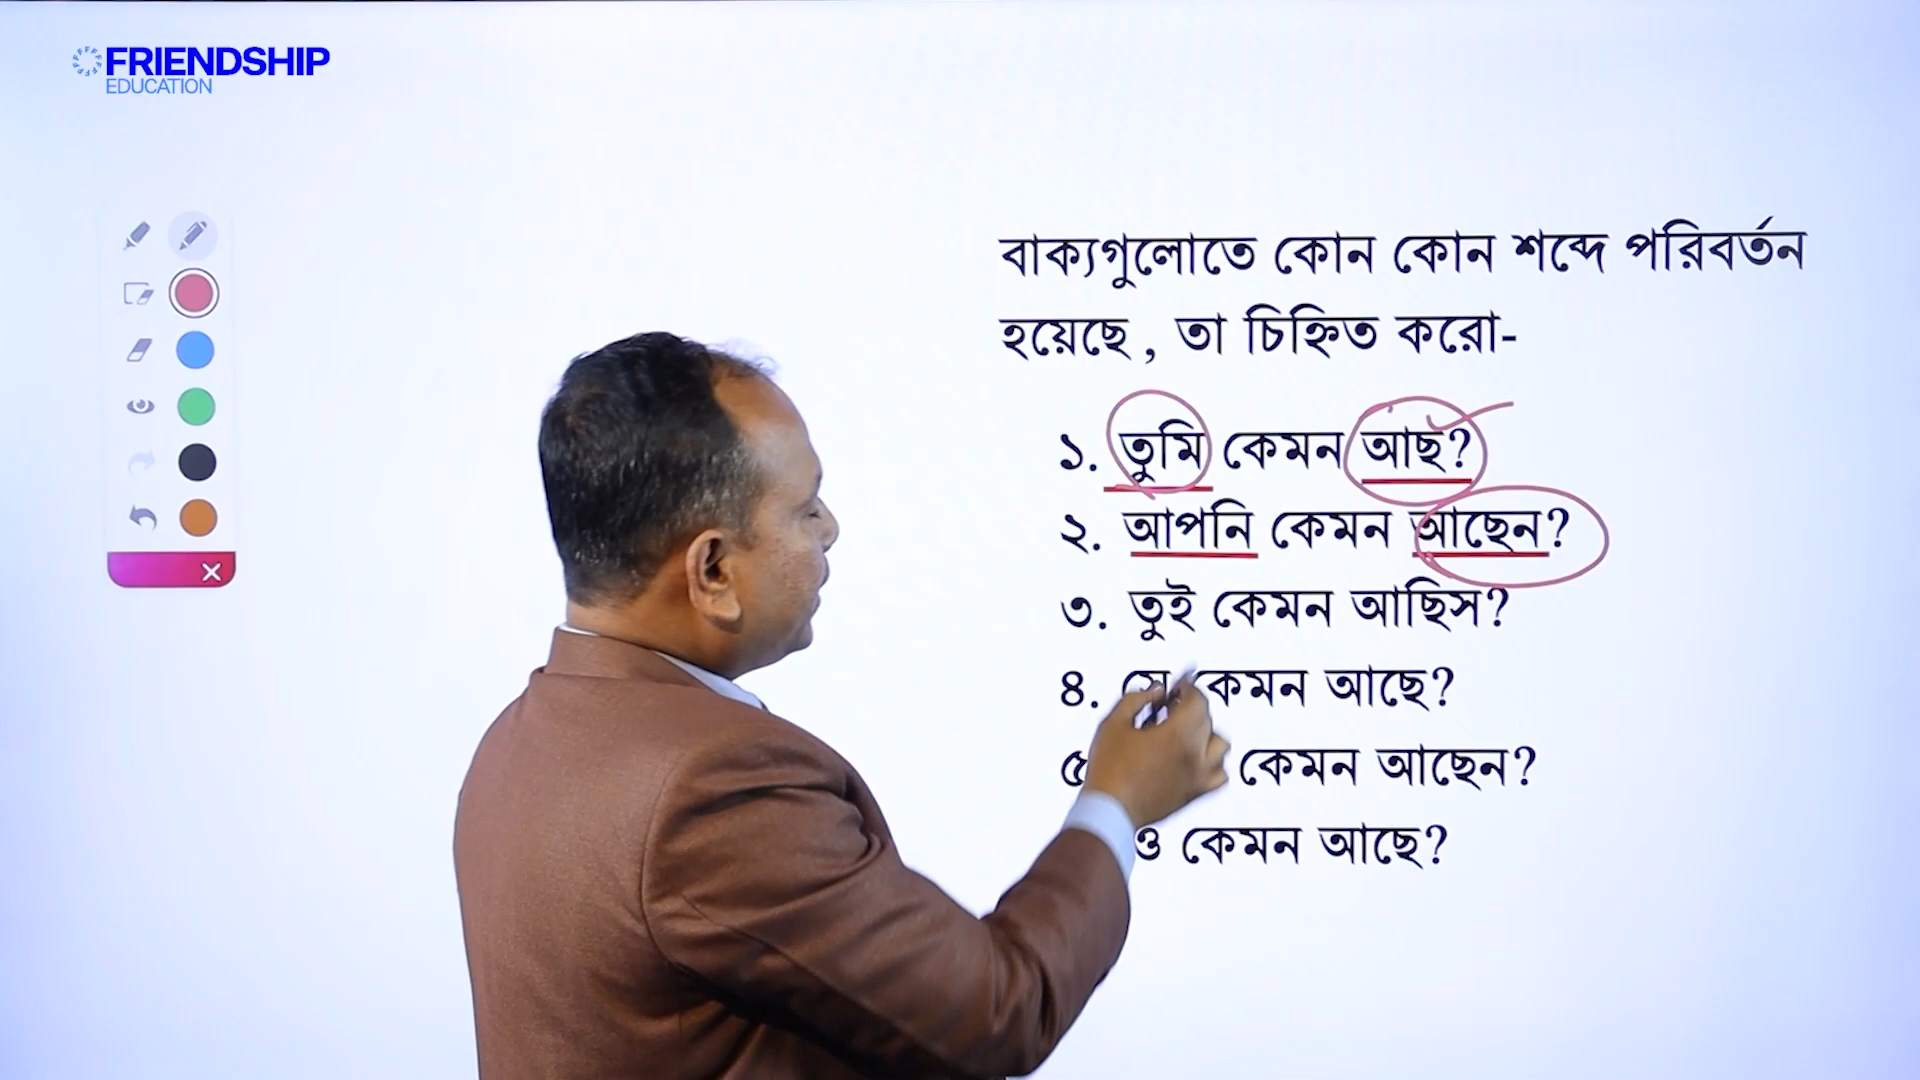 FRIENDSHIP
EDUCATION
বাক্যগুলোতে কোন কোন শব্দে পরিবর্তন
হয়েছে, তা চিহ্নিত করো-
১. তুমি কেমন আছ?
২. আপনি কেমন আছেন?
৩. তুই কেমন আছিস?
৪. সে কেমন আছে?
৫ কেমন আছেন?
ও কেমন আছে?